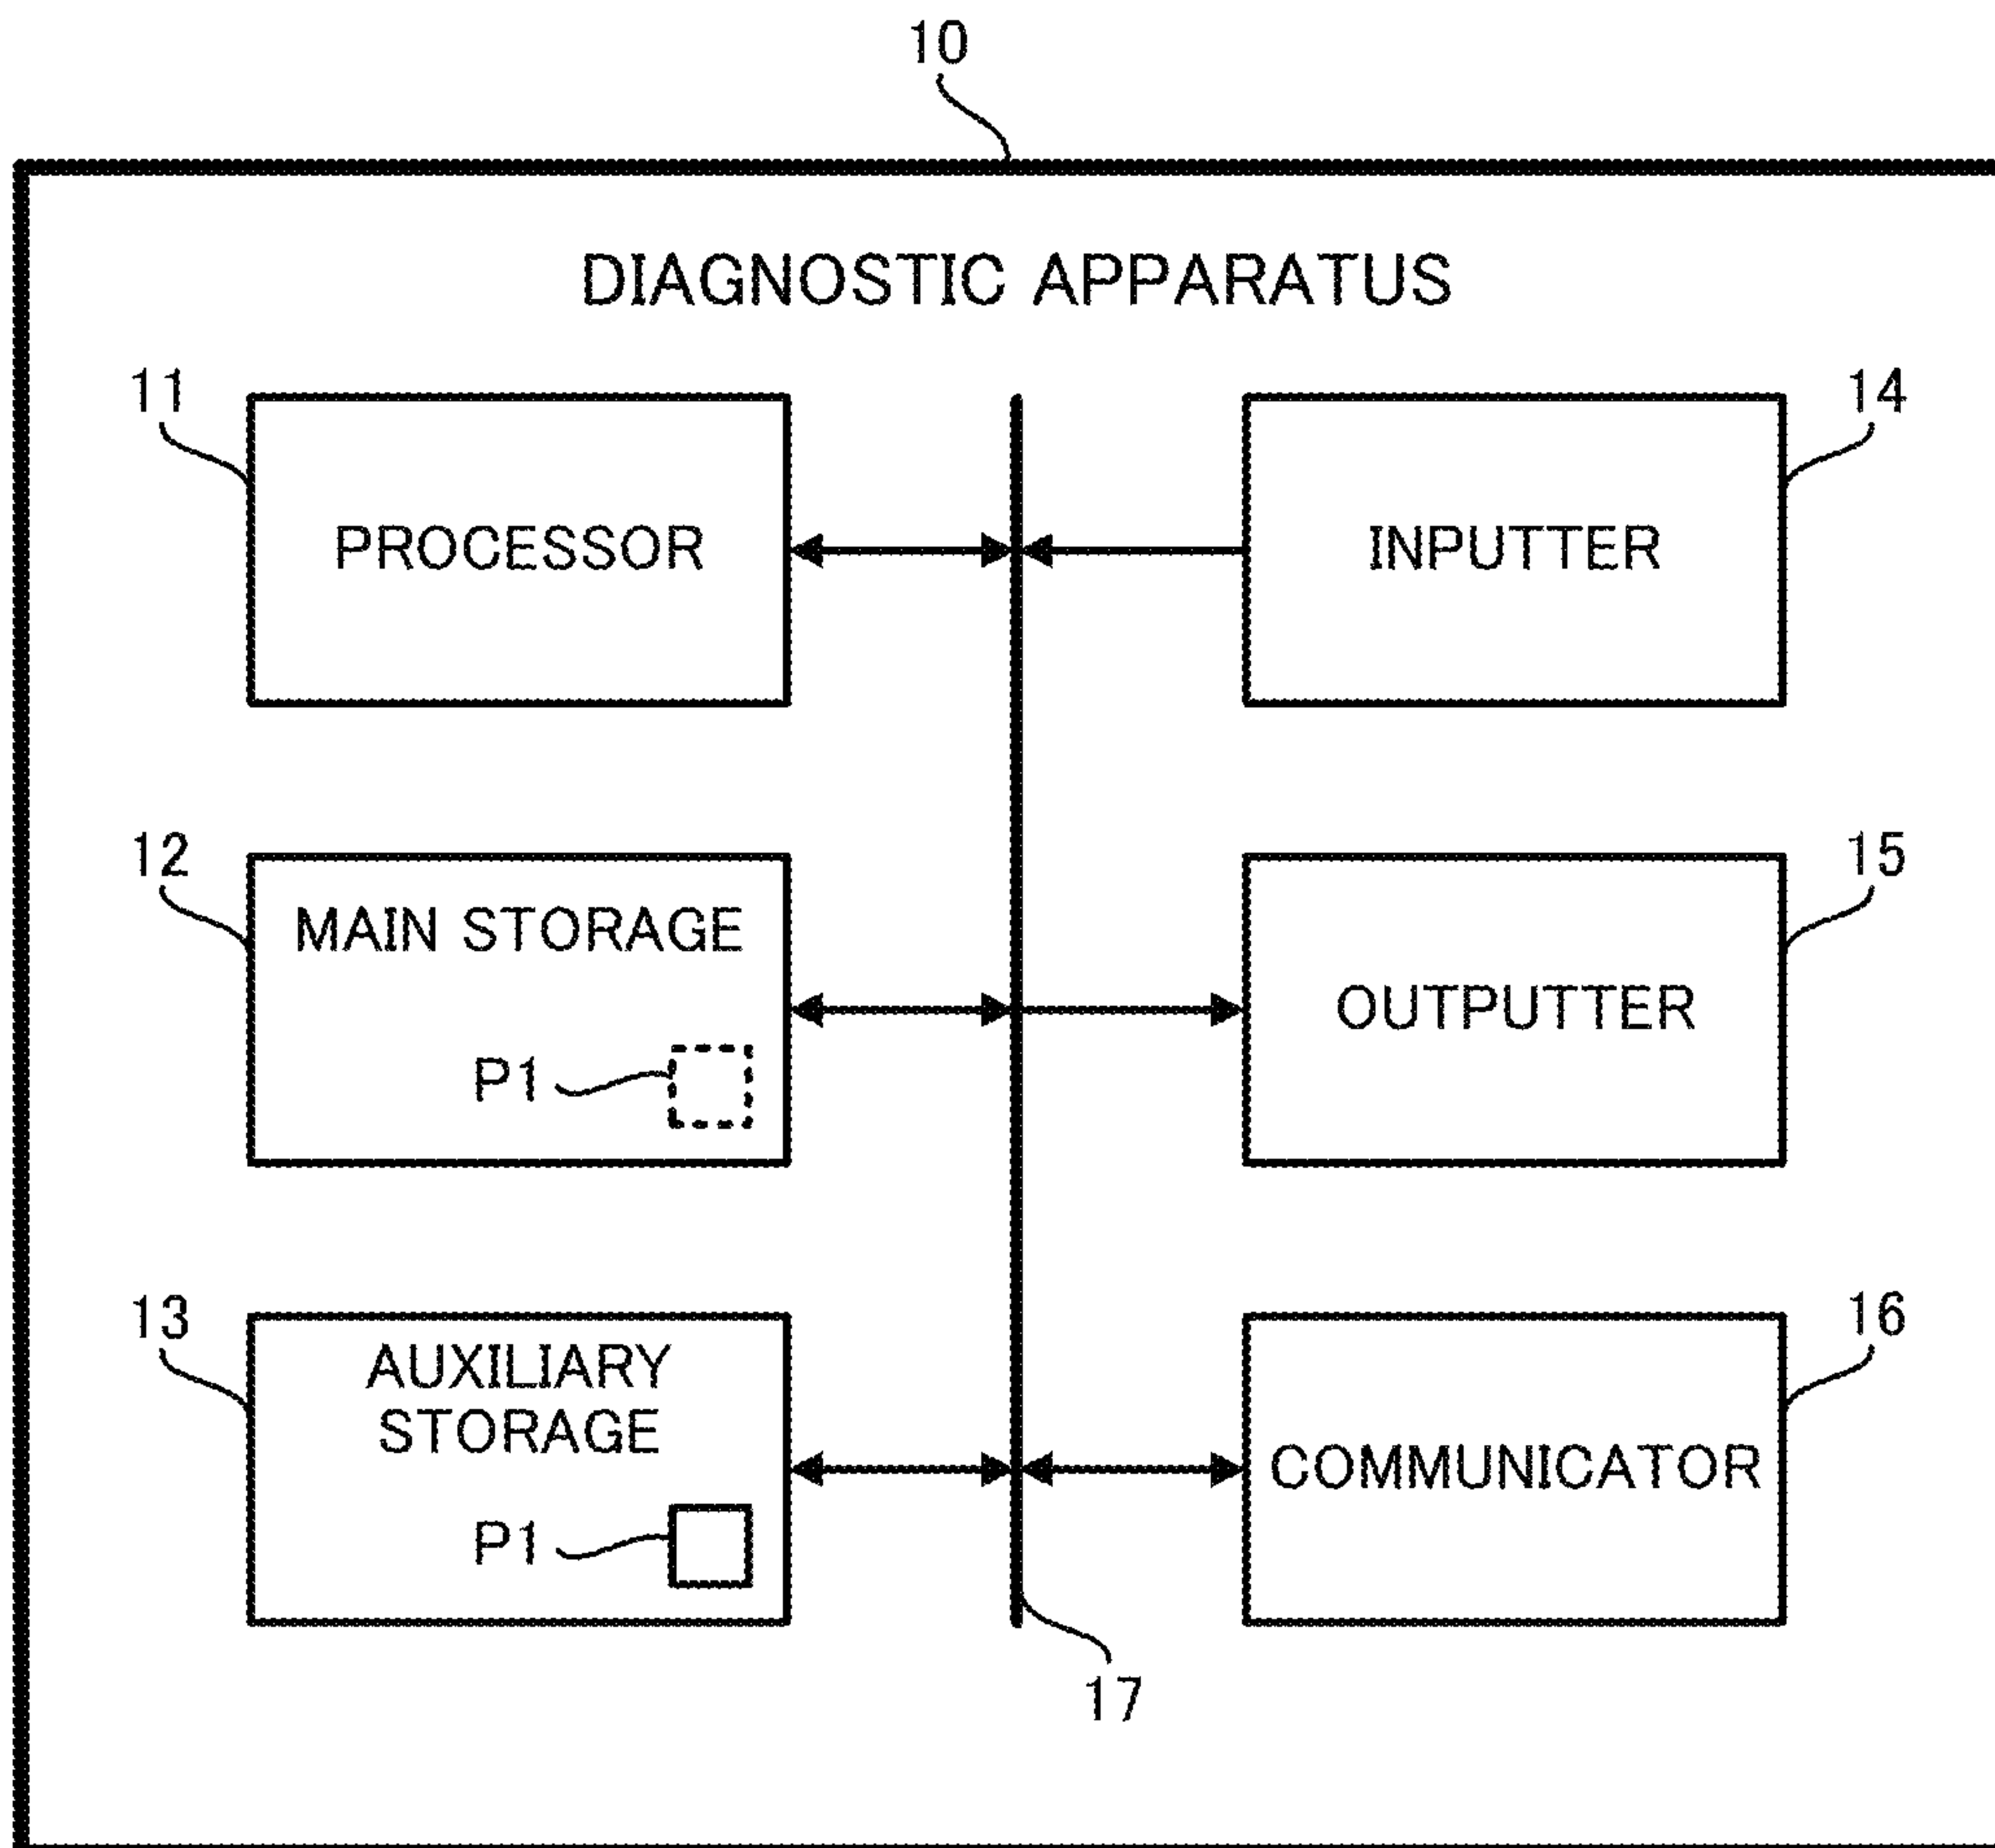 10
DIAGNOSTIC APPARATUS
11
PROCESSOR
14
INPUTTER
12
MAIN STORAGE
P1
15
OUTPUTTER
13
AUXILIARY
STORAGE
P1
16
COMMUNICATOR
17